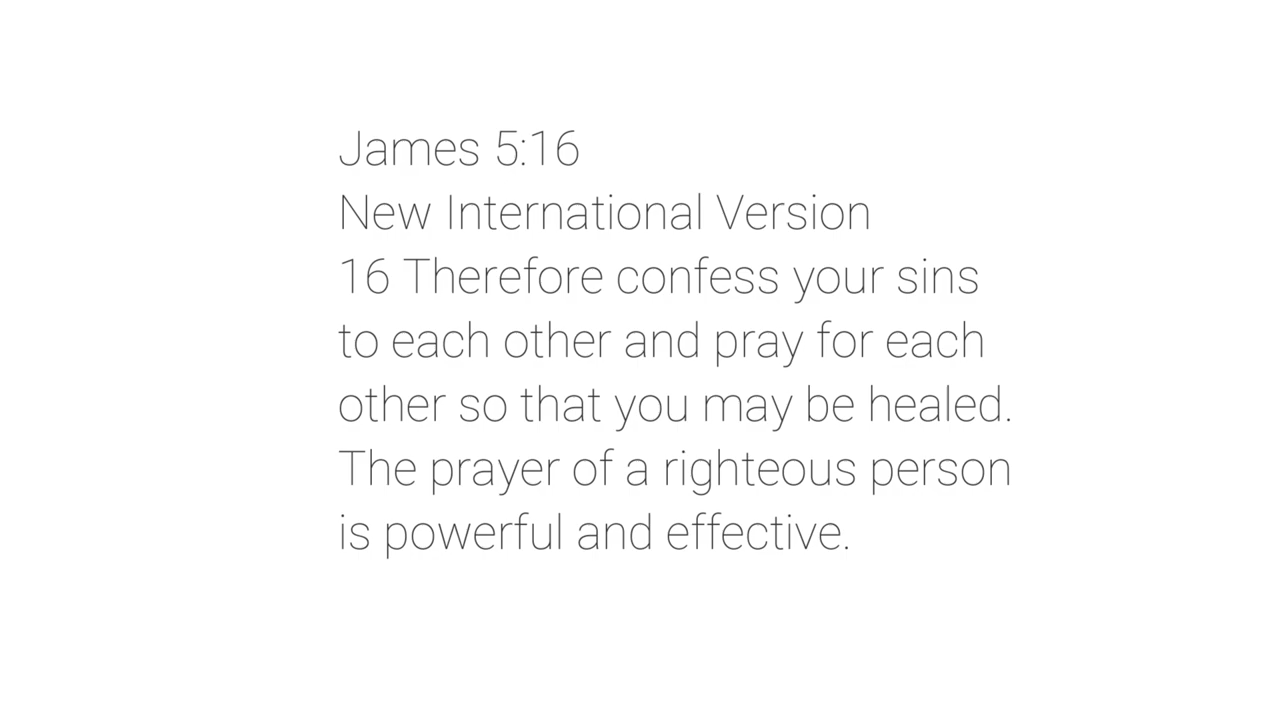 James 5:16
New International Version
16 Therefore confess your sins
to each other and pray for each
other so that you may be healed.
The prayer of a righteous person
is powerful and effective.